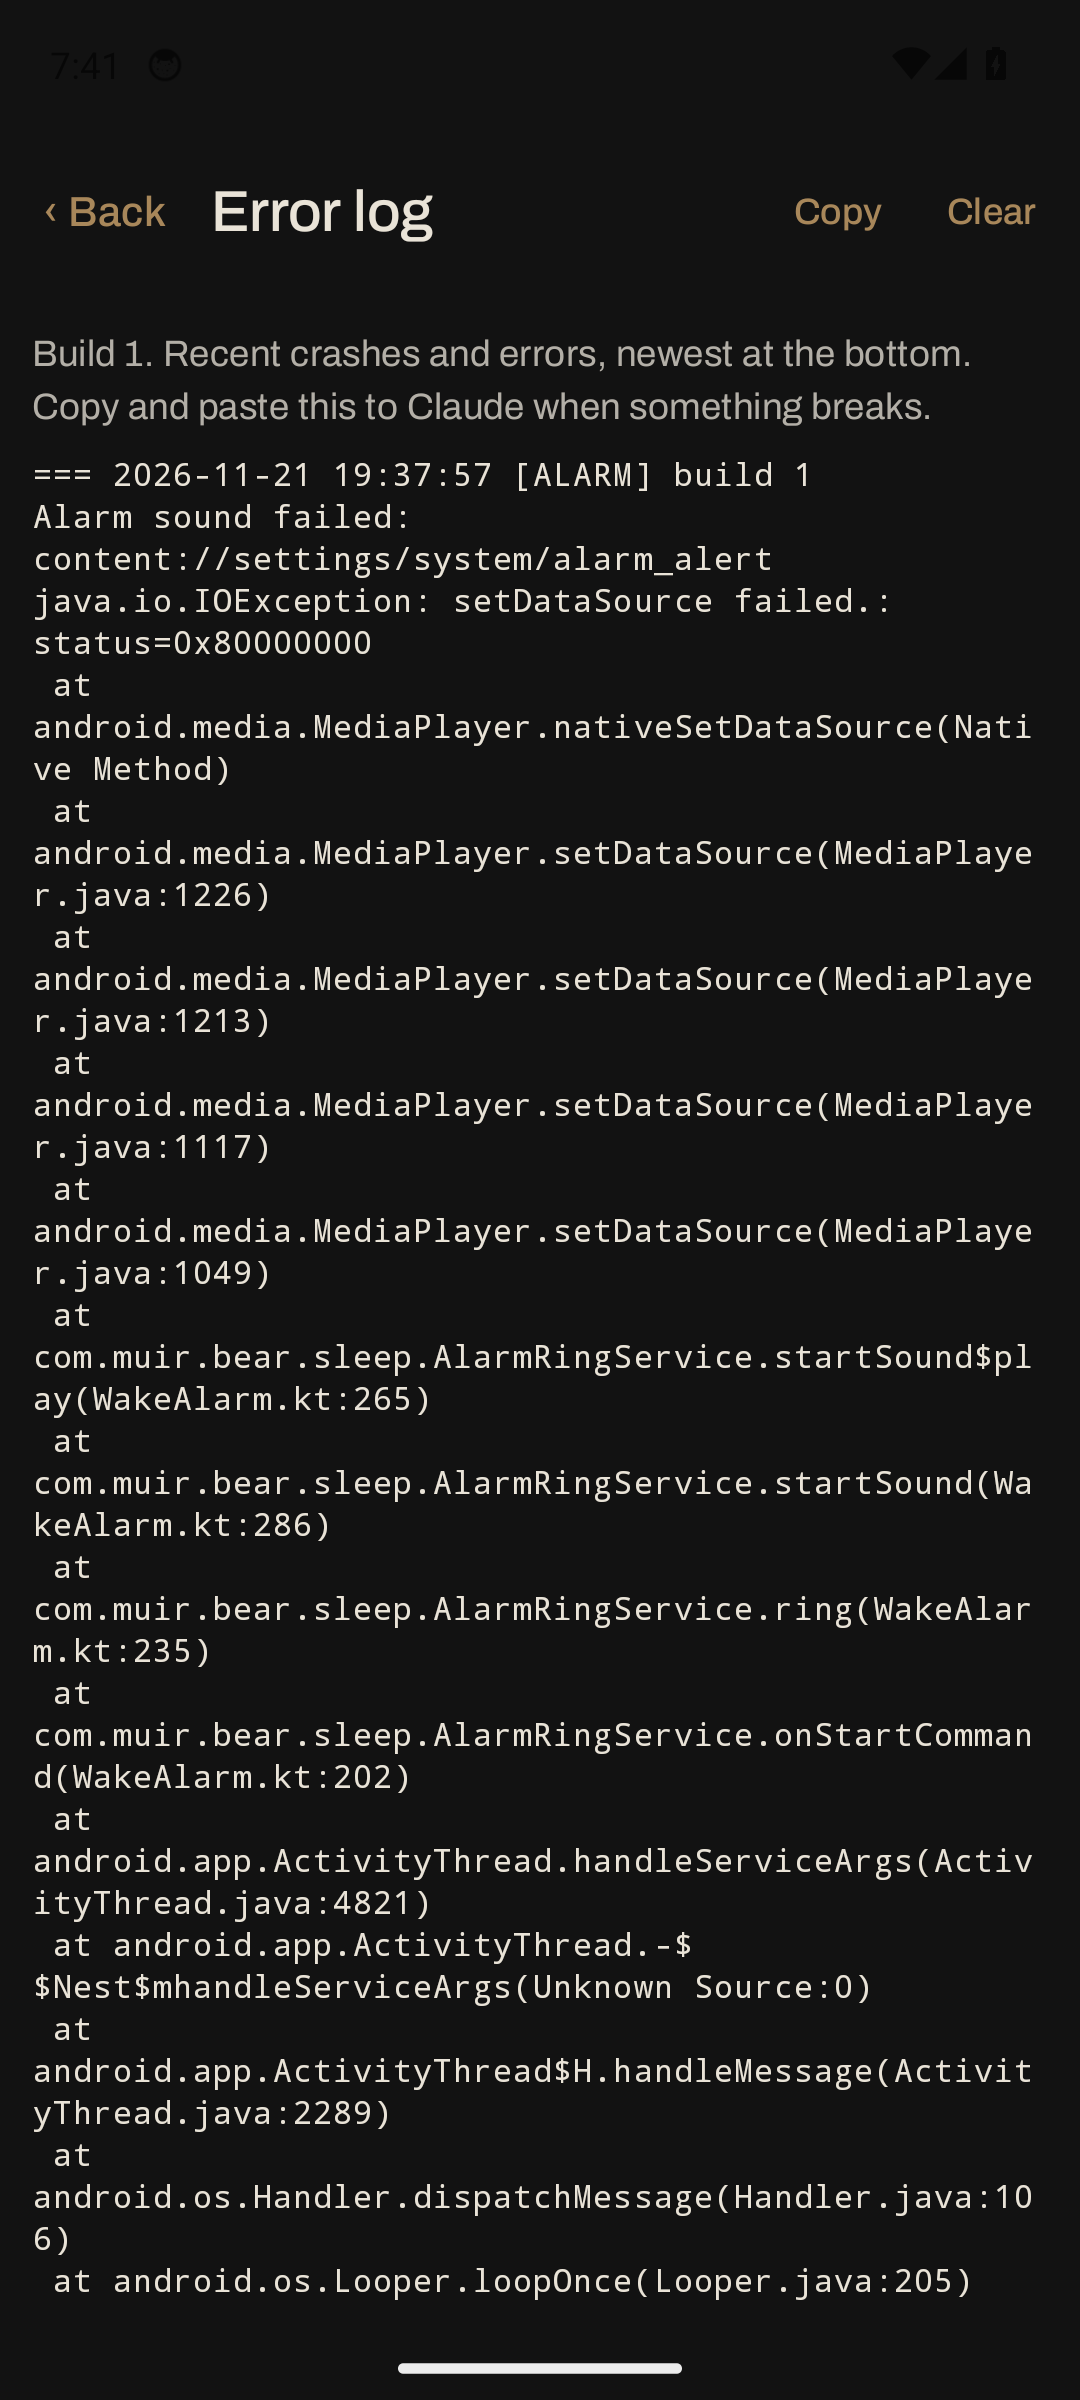 7:41
‹ Back Error log Copy Clear
Build 1. Recent crashes and errors, newest at the bottom.
Copy and paste this to Claude when something breaks.
=== 2026-11-21 19:37:57 [ALARM] build 1
Alarm sound failed:
content://settings/system/alarm_alert
java.io.IOException: setDataSource failed.:
status=0x80000000
at
android.media.MediaPlayer.nativeSetDataSource(Nati
ve Method)
at
android.media.MediaPlayer.setDataSource(MediaPlaye
r.java:1226)
at
android.media.MediaPlayer.setDataSource(MediaPlaye
r.java:1213)
at
android.media.MediaPlayer.setDataSource(MediaPlaye
r.java:1117)
at
android.media.MediaPlayer.setDataSource(MediaPlaye
r.java:1049)
at
com.muir.bear.sleep.AlarmRingService.startSound$pl
ay(WakeAlarm.kt:265)
at
com.muir.bear.sleep.AlarmRingService.startSound(Wa
keAlarm.kt:286)
at
com.muir.bear.sleep.AlarmRingService.ring(WakeAlar
m.kt:235)
at
com.muir.bear.sleep.AlarmRingService.onStartComman
d(WakeAlarm.kt:202)
at
android.app.ActivityThread.handleServiceArgs(Activ
ityThread.java:4821)
at android.app.ActivityThread.-$
$Nest$mhandleServiceArgs(Unknown Source:0)
at
android.app.ActivityThread$H.handleMessage(Activit
yThread.java:2289)
at
android.os.Handler.dispatchMessage(Handler.java:10
6)
at android.os.Looper.loopOnce(Looper.java:205)